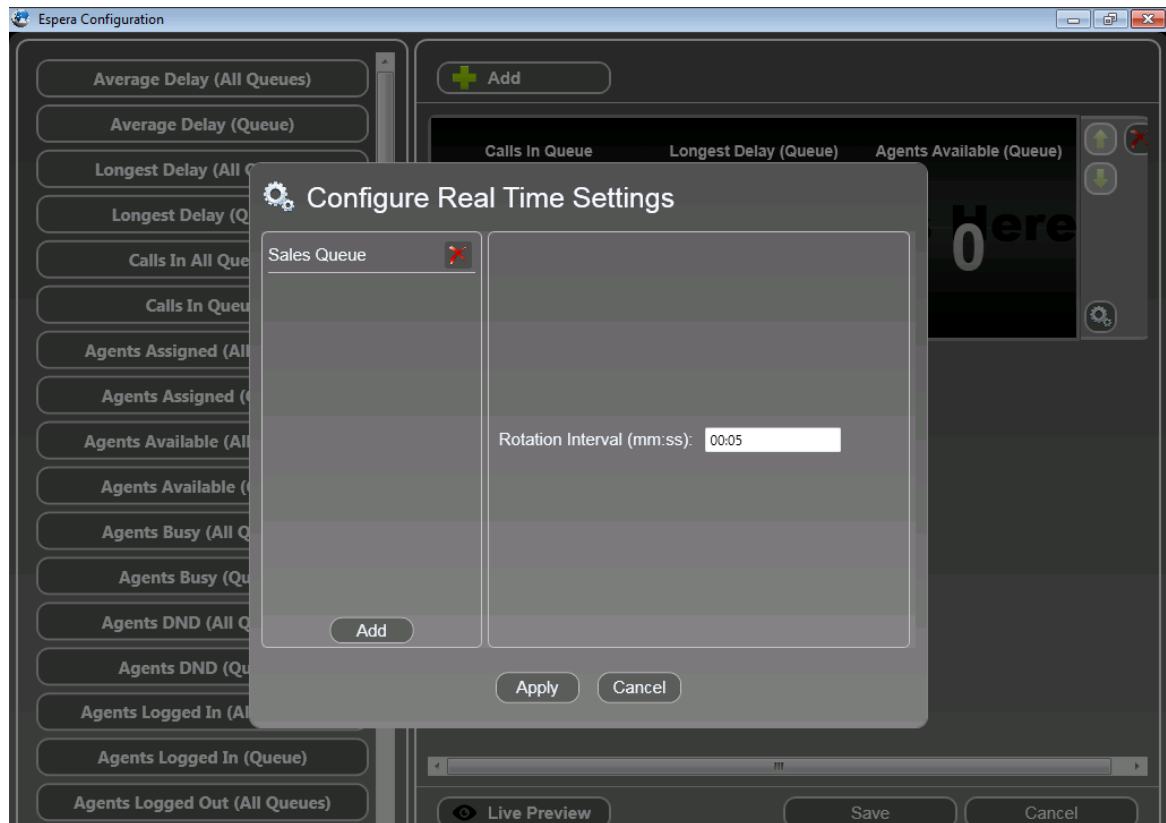 Espera Configuration
Average Delay (All Queues)
Average Delay (Queue)
Longest Delay (All
Longest Delay (Q
Calls In All Que
Calls In Queu
Agents Assigned (All
Agents Assigned (
Agents Available (All
Agents Available (
Agents Busy (All Q
Agents Busy (Qu
Agents DND (All Q
Agents DND (Qu
Agents Logged In (Al
Agents Logged In (Queue)
Agents Logged Out (All Queues)
Add
Calls In Queue Longest Delay (Queue) Agents Available (Queue)
Here
0
Configure Real Time Settings
Sales Queue
Rotation Interval (mm:ss): 00:05
Add
Apply Cancel
Live Preview Save Cancel